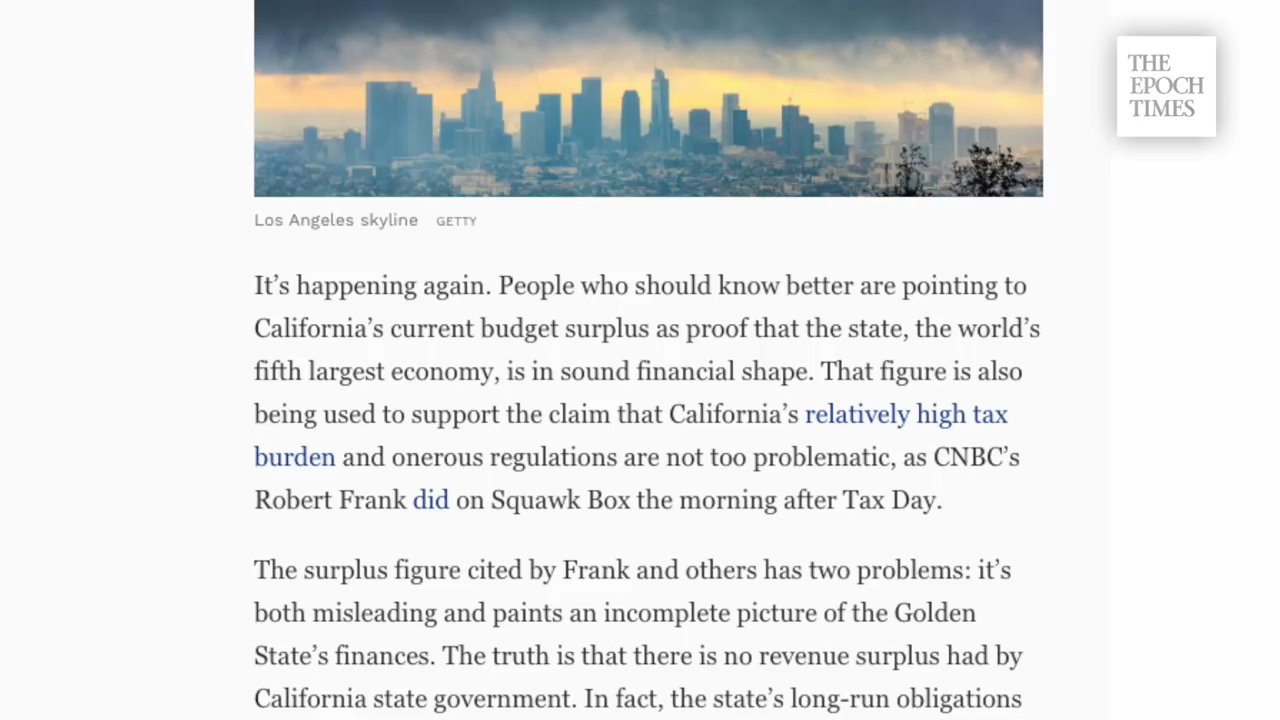 THE
EPOCH
TIMES
Los Angeles skyline GETTY
It’s happening again. People who should know better are pointing to
California’s current budget surplus as proof that the state, the world’s
fifth largest economy, is in sound financial shape. That figure is also
being used to support the claim that California’s relatively high tax
burden and onerous regulations are not too problematic, as CNBC’s
Robert Frank did on Squawk Box the morning after Tax Day.
The surplus figure cited by Frank and others has two problems: it’s
both misleading and paints an incomplete picture of the Golden
State’s finances. The truth is that there is no revenue surplus had by
California state government. In fact, the state’s long-run obligations